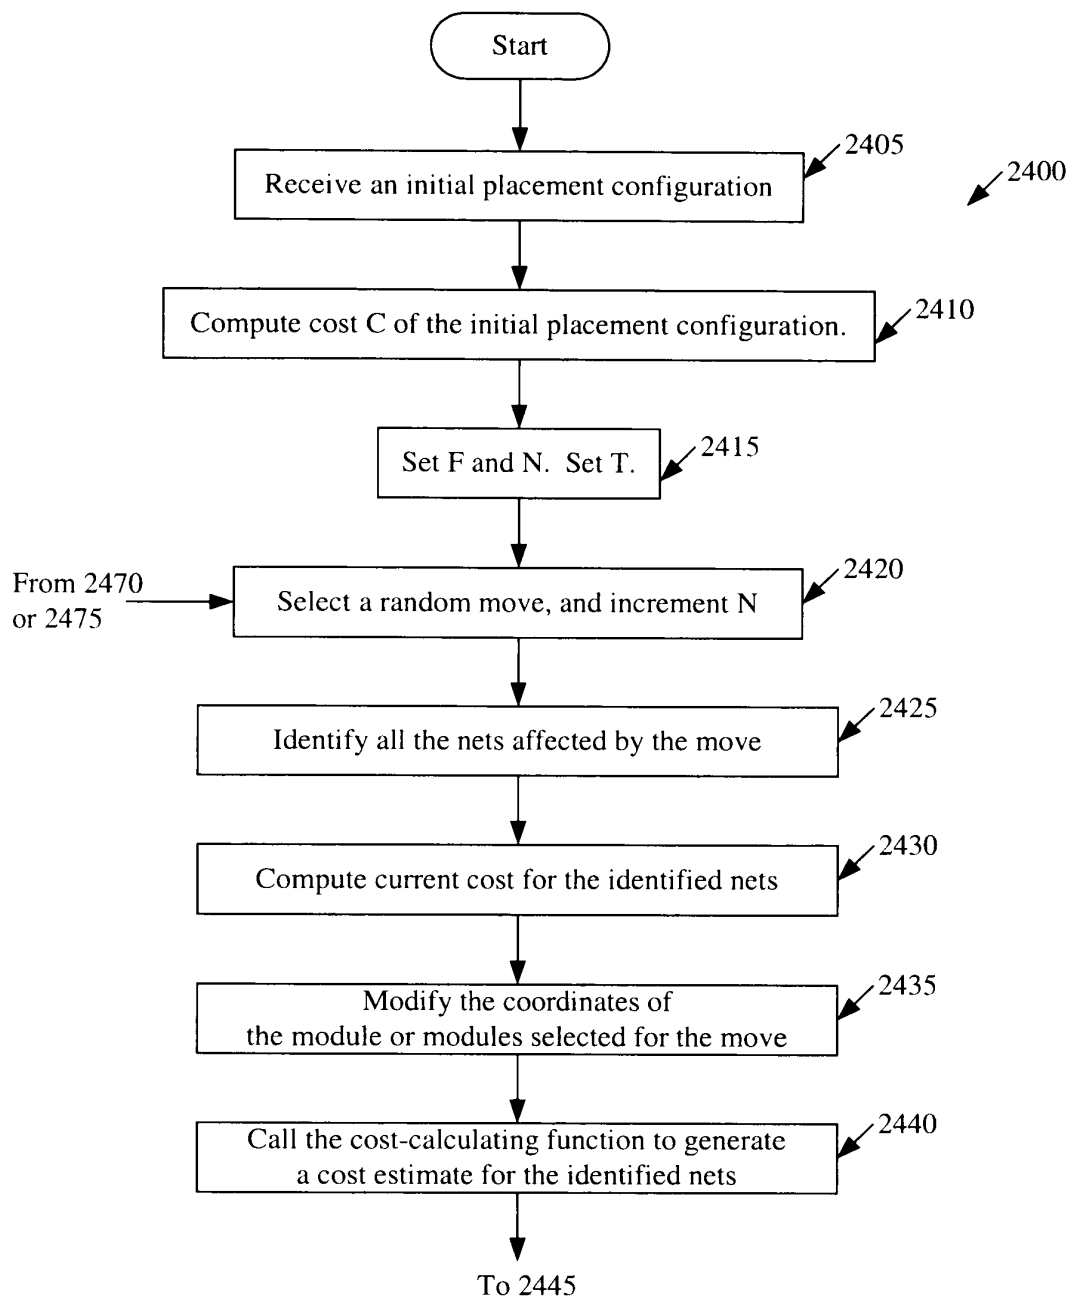 Start
2405
Receive an initial placement configuration
2400
Compute cost C of the initial placement configuration.
2410
Set F and N. Set T.
2415
From 2470
or 2475
Select a random move, and increment N
2420
Identify all the nets affected by the move
2425
Compute current cost for the identified nets
2430
Modify the coordinates of
the module or modules selected for the move
2435
Call the cost-calculating function to generate
a cost estimate for the identified nets
2440
To 2445